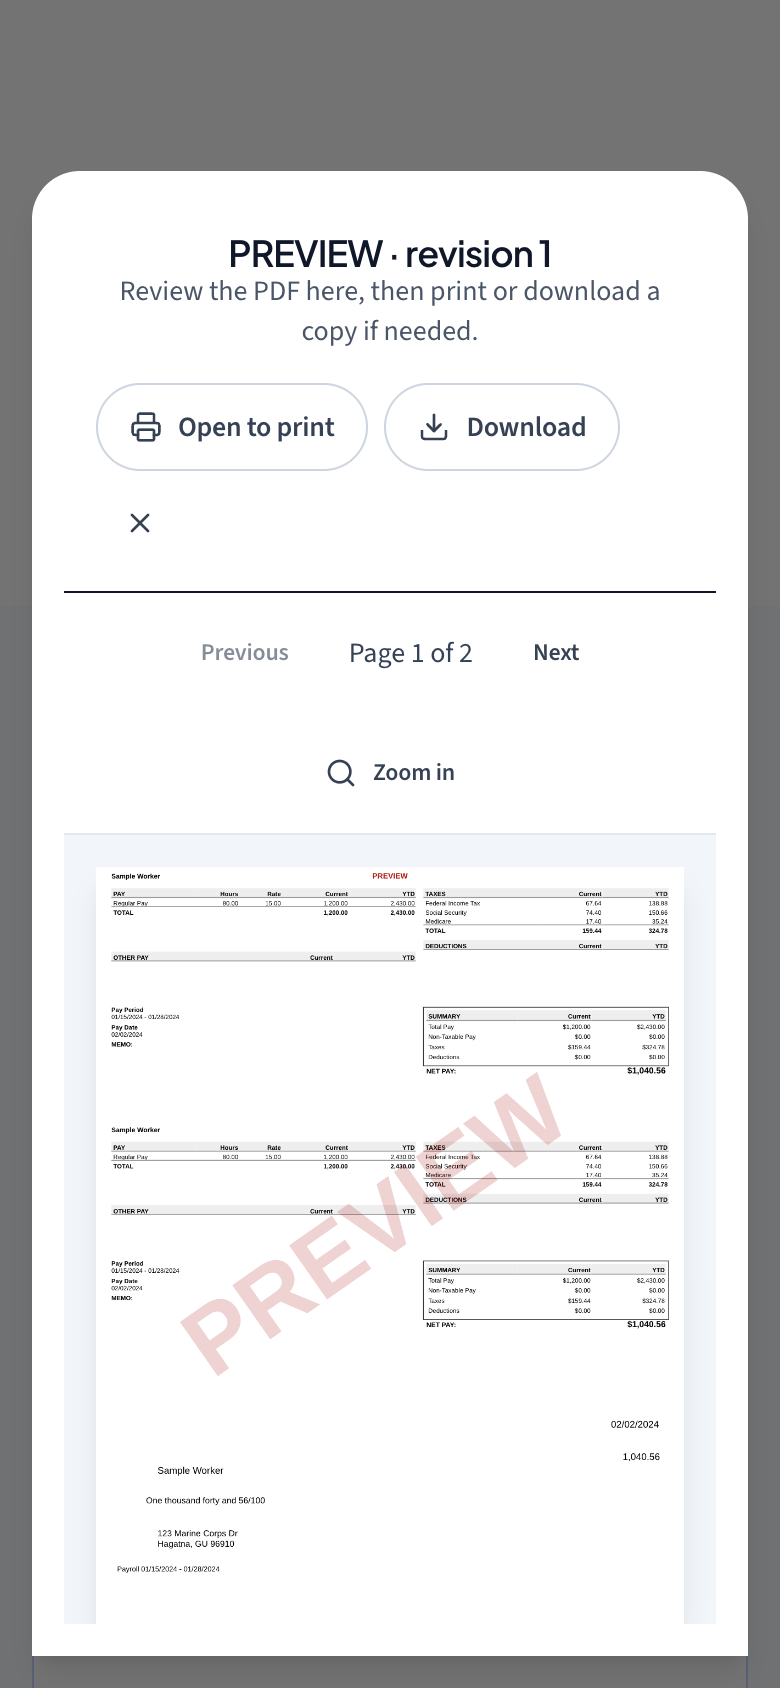 PREVIEW · revision 1
Review the PDF here, then print or download a
copy if needed.
Open to print Download
Previous Page 1 of 2 Next
Zoom in
Sample Worker PREVIEW
PAY Hours Rate Current YTD TAXES Current YTD
Regular Pay 80.00 15.00 1,200.00 2,430.00 Federal Income Tax 67.64 138.88
TOTAL 1,200.00 2,430.00 Social Security 74.40 150.66
Medicare 17.40 35.24
TOTAL 159.44 324.78
DEDUCTIONS Current YTD
OTHER PAY Current YTD
Pay Period
01/15/2024 - 01/28/2024
Pay Date
02/02/2024
MEMO:
SUMMARY Current YTD
Total Pay $1,200.00 $2,430.00
Non-Taxable Pay $0.00 $0.00
Taxes $159.44 $324.78
Deductions $0.00 $0.00
NET PAY: $1,040.56
Sample Worker
PAY Hours Rate Current YTD TAXES Current YTD
Regular Pay 80.00 15.00 1,200.00 2,430.00 Federal Income Tax 67.64 138.88
TOTAL 1,200.00 2,430.00 Social Security 74.40 150.66
Medicare 17.40 35.24
TOTAL 159.44 324.78
DEDUCTIONS Current YTD
OTHER PAY Current YTD
Pay Period
01/15/2024 - 01/28/2024
Pay Date
02/02/2024
MEMO:
SUMMARY Current YTD
Total Pay $1,200.00 $2,430.00
Non-Taxable Pay $0.00 $0.00
Taxes $159.44 $324.78
Deductions $0.00 $0.00
NET PAY: $1,040.56
PREVIEW
02/02/2024
1,040.56
Sample Worker
One thousand forty and 56/100
123 Marine Corps Dr
Hagatna, GU 96910
Payroll 01/15/2024 - 01/28/2024